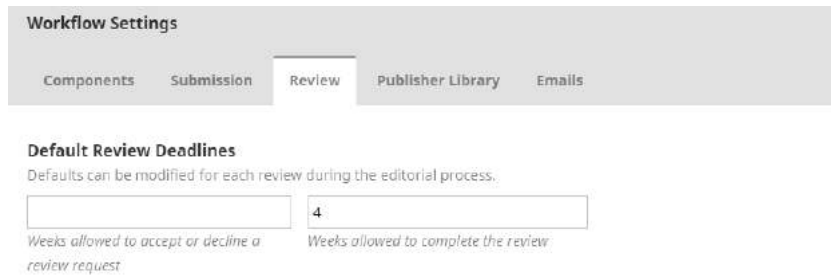 Workflow Settings
Components Submission Review Publisher Library Emails
Default Review Deadlines
Defaults can be modified for each review during the editorial process.
4
Weeks allowed to accept or decline a
review request
Weeks allowed to complete the review